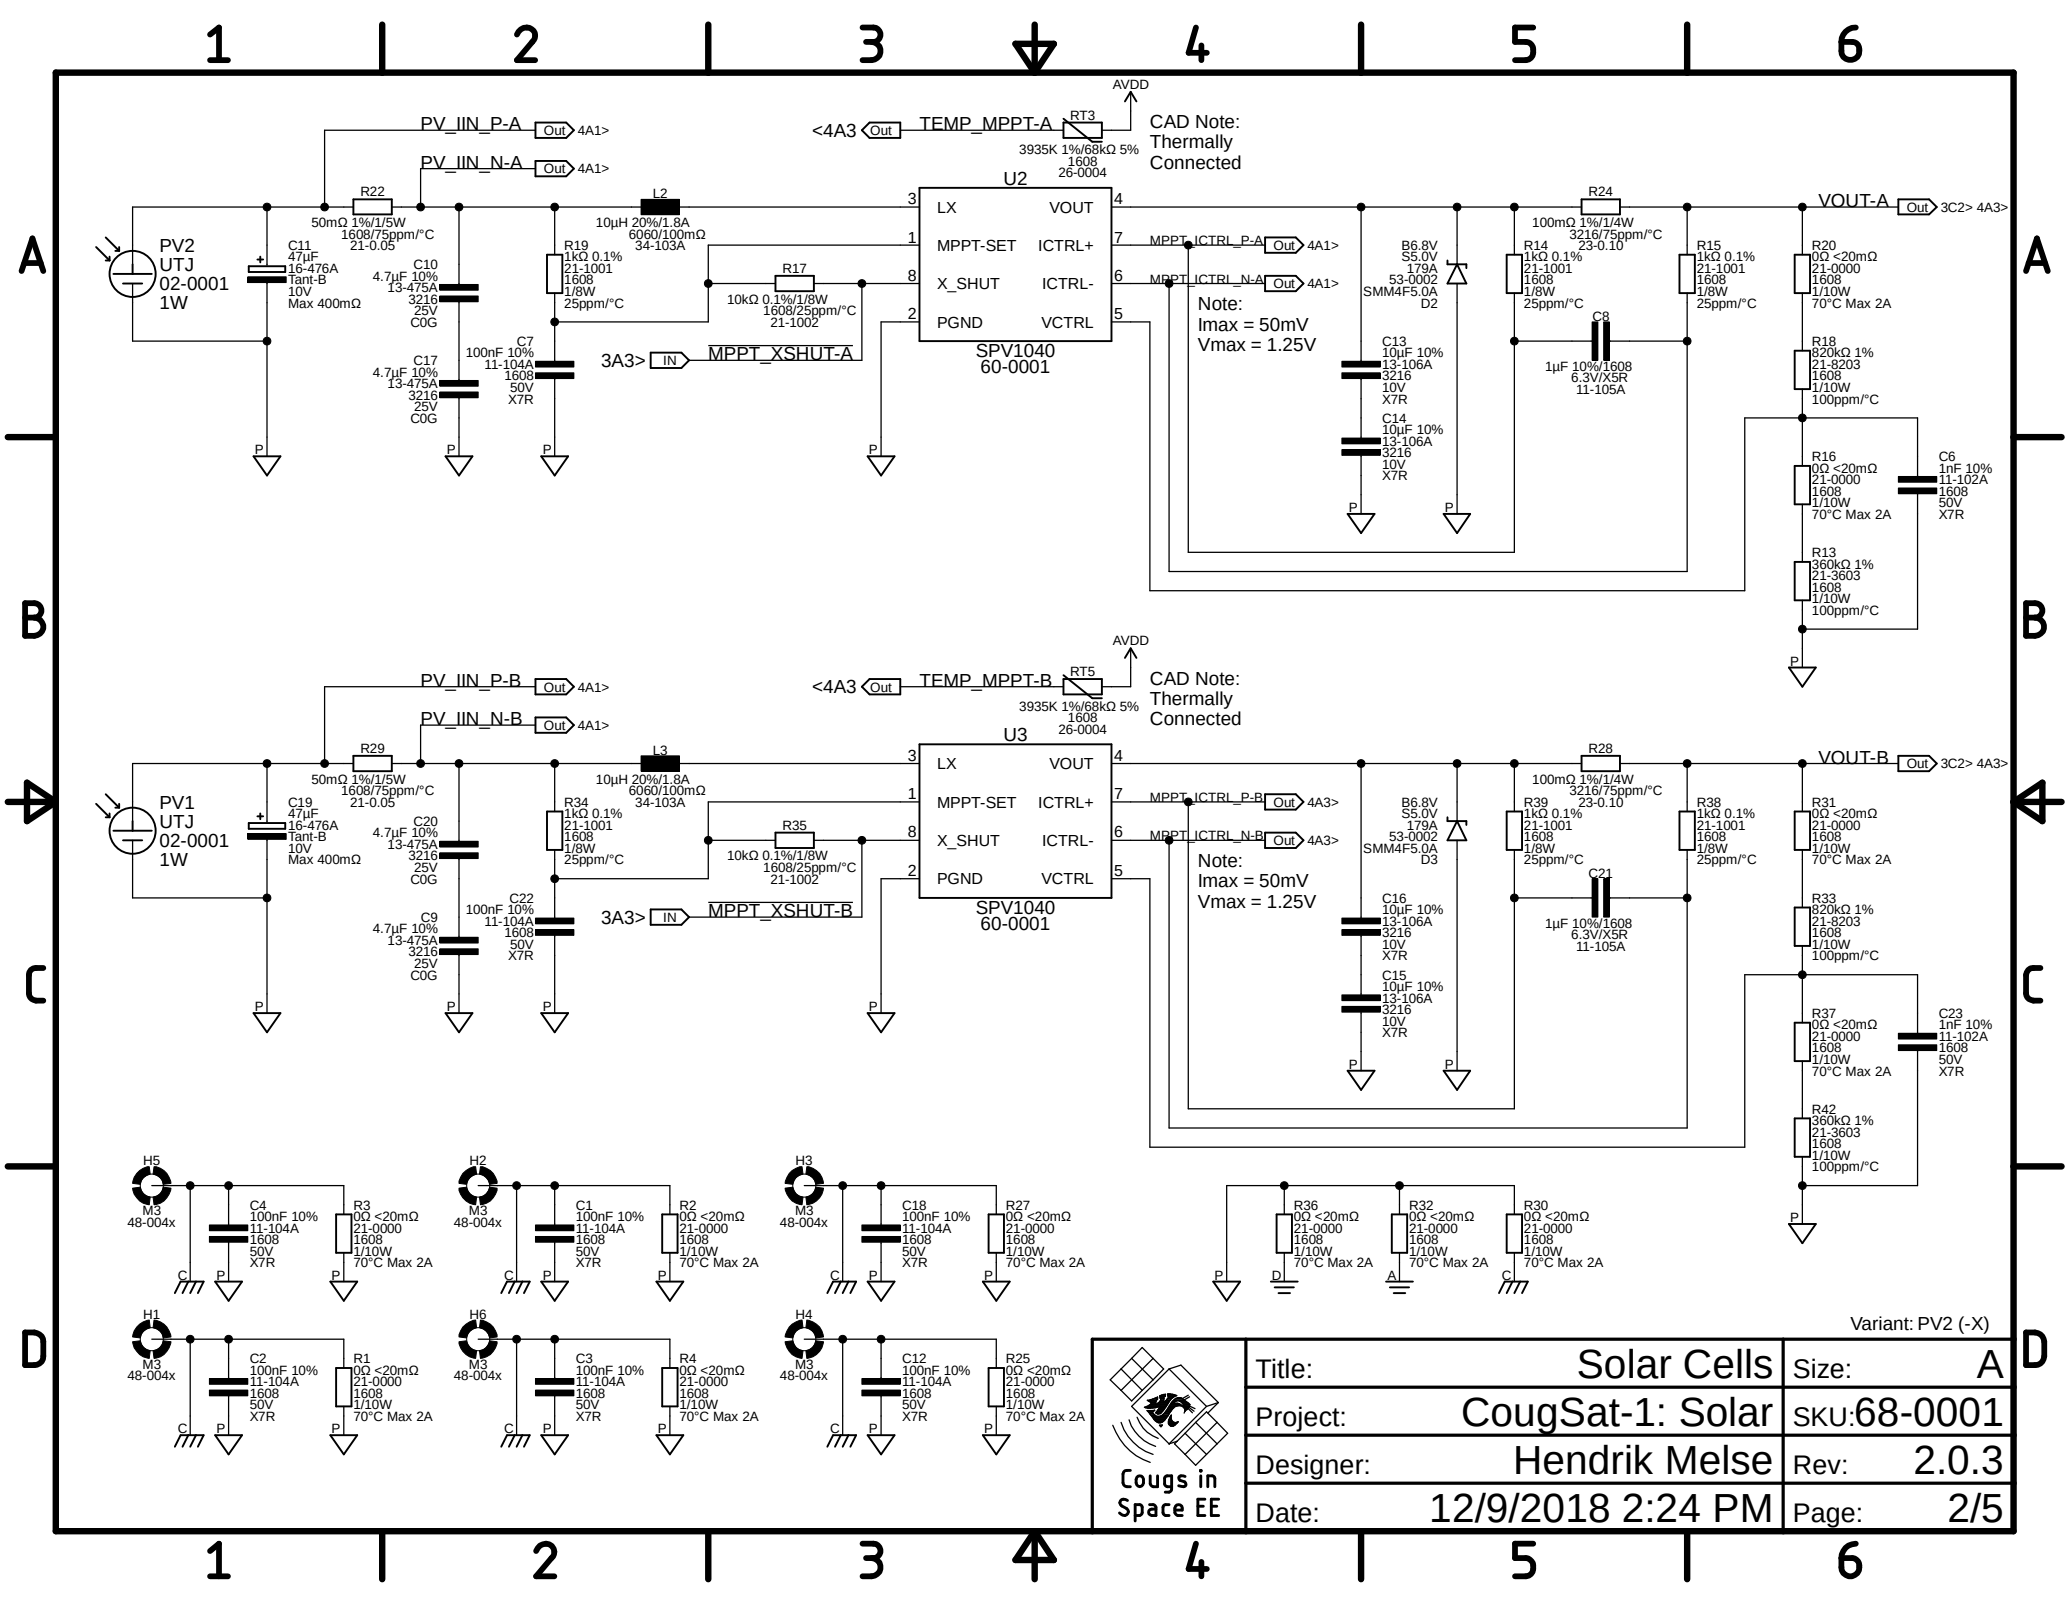 1 2 3 4 5 6
A A
B B
C C
D D
PV_IIN_P-A Out 4A1>
PV_IIN_N-A Out 4A1>
<4A3 Out TEMP_MPPT-A
RT3
3935K 1%/68kΩ 5%
1608
26-0004
AVDD
CAD Note:
Thermally
Connected
PV2
UTJ
02-0001
1W
C11
47µF
16-476A
Tant-B
10V
Max 400mΩ
+
R22
50mΩ 1%/1/5W
1608/75ppm/°C
21-0.05
C10
4.7µF 10%
13-475A
3216
25V
C0G
C17
4.7µF 10%
13-475A
3216
25V
C0G
R19
1kΩ 0.1%
21-1001
1608
1/8W
25ppm/°C
C7
100nF 10%
11-104A
1608
50V
X7R
L2
10µH 20%/1.8A
6060/100mΩ
34-103A
R17
10kΩ 0.1%/1/8W
1608/25ppm/°C
21-1002
3A3> IN MPPT_XSHUT-A
U2
3 LX VOUT 4
1 MPPT-SET ICTRL+ 7
8 X_SHUT ICTRL- 6
2 PGND VCTRL 5
SPV1040
60-0001
MPPT_ICTRL_P-A Out 4A1>
MPPT_ICTRL_N-A Out 4A1>
Note:
Imax = 50mV
Vmax = 1.25V
C13
10µF 10%
13-106A
3216
10V
X7R
C14
10µF 10%
13-106A
3216
10V
X7R
B6.8V
S5.0V
179A
53-0002
SMM4F5.0A
D2
R14
1kΩ 0.1%
21-1001
1608
1/8W
25ppm/°C
R24
100mΩ 1%/1/4W
3216/75ppm/°C
23-0.10
C8
1µF 10%/1608
6.3V/X5R
11-105A
R15
1kΩ 0.1%
21-1001
1608
1/8W
25ppm/°C
VOUT-A Out 3C2> 4A3>
R20
0Ω <20mΩ
21-0000
1608
1/10W
70°C Max 2A
R18
820kΩ 1%
21-8203
1608
1/10W
100ppm/°C
R16
0Ω <20mΩ
21-0000
1608
1/10W
70°C Max 2A
C6
1nF 10%
11-102A
1608
50V
X7R
R13
360kΩ 1%
21-3603
1608
1/10W
100ppm/°C
P P P P P P P
PV_IIN_P-B Out 4A1>
PV_IIN_N-B Out 4A1>
<4A3 Out TEMP_MPPT-B
RT5
3935K 1%/68kΩ 5%
1608
26-0004
AVDD
CAD Note:
Thermally
Connected
PV1
UTJ
02-0001
1W
C19
47µF
16-476A
Tant-B
10V
Max 400mΩ
+
R29
50mΩ 1%/1/5W
1608/75ppm/°C
21-0.05
C20
4.7µF 10%
13-475A
3216
25V
C0G
C9
4.7µF 10%
13-475A
3216
25V
C0G
R34
1kΩ 0.1%
21-1001
1608
1/8W
25ppm/°C
C22
100nF 10%
11-104A
1608
50V
X7R
L3
10µH 20%/1.8A
6060/100mΩ
34-103A
R35
10kΩ 0.1%/1/8W
1608/25ppm/°C
21-1002
3A3> IN MPPT_XSHUT-B
U3
3 LX VOUT 4
1 MPPT-SET ICTRL+ 7
8 X_SHUT ICTRL- 6
2 PGND VCTRL 5
SPV1040
60-0001
MPPT_ICTRL_P-B Out 4A3>
MPPT_ICTRL_N-B Out 4A3>
Note:
Imax = 50mV
Vmax = 1.25V
C16
10µF 10%
13-106A
3216
10V
X7R
C15
10µF 10%
13-106A
3216
10V
X7R
B6.8V
S5.0V
179A
53-0002
SMM4F5.0A
D3
R39
1kΩ 0.1%
21-1001
1608
1/8W
25ppm/°C
R28
100mΩ 1%/1/4W
3216/75ppm/°C
23-0.10
C21
1µF 10%/1608
6.3V/X5R
11-105A
R38
1kΩ 0.1%
21-1001
1608
1/8W
25ppm/°C
VOUT-B Out 3C2> 4A3>
R31
0Ω <20mΩ
21-0000
1608
1/10W
70°C Max 2A
R33
820kΩ 1%
21-8203
1608
1/10W
100ppm/°C
R37
0Ω <20mΩ
21-0000
1608
1/10W
70°C Max 2A
C23
1nF 10%
11-102A
1608
50V
X7R
R42
360kΩ 1%
21-3603
1608
1/10W
100ppm/°C
P P P P P P P
H5
M3
48-004x
C4
100nF 10%
11-104A
1608
50V
X7R
R3
0Ω <20mΩ
21-0000
1608
1/10W
70°C Max 2A
C P P
H2
M3
48-004x
C1
100nF 10%
11-104A
1608
50V
X7R
R2
0Ω <20mΩ
21-0000
1608
1/10W
70°C Max 2A
C P P
H3
M3
48-004x
C18
100nF 10%
11-104A
1608
50V
X7R
R27
0Ω <20mΩ
21-0000
1608
1/10W
70°C Max 2A
C P P
R36
0Ω <20mΩ
21-0000
1608
1/10W
70°C Max 2A
R32
0Ω <20mΩ
21-0000
1608
1/10W
70°C Max 2A
R30
0Ω <20mΩ
21-0000
1608
1/10W
70°C Max 2A
P D A C
H1
M3
48-004x
C2
100nF 10%
11-104A
1608
50V
X7R
R1
0Ω <20mΩ
21-0000
1608
1/10W
70°C Max 2A
C P P
H6
M3
48-004x
C3
100nF 10%
11-104A
1608
50V
X7R
R4
0Ω <20mΩ
21-0000
1608
1/10W
70°C Max 2A
C P P
H4
M3
48-004x
C12
100nF 10%
11-104A
1608
50V
X7R
R25
0Ω <20mΩ
21-0000
1608
1/10W
70°C Max 2A
C P P
Variant: PV2 (-X)
Cougs in
Space EE
Title: Solar Cells Size: A
Project: CougSat-1: Solar SKU:68-0001
Designer: Hendrik Melse Rev: 2.0.3
Date: 12/9/2018 2:24 PM Page: 2/5
1 2 3 4 5 6